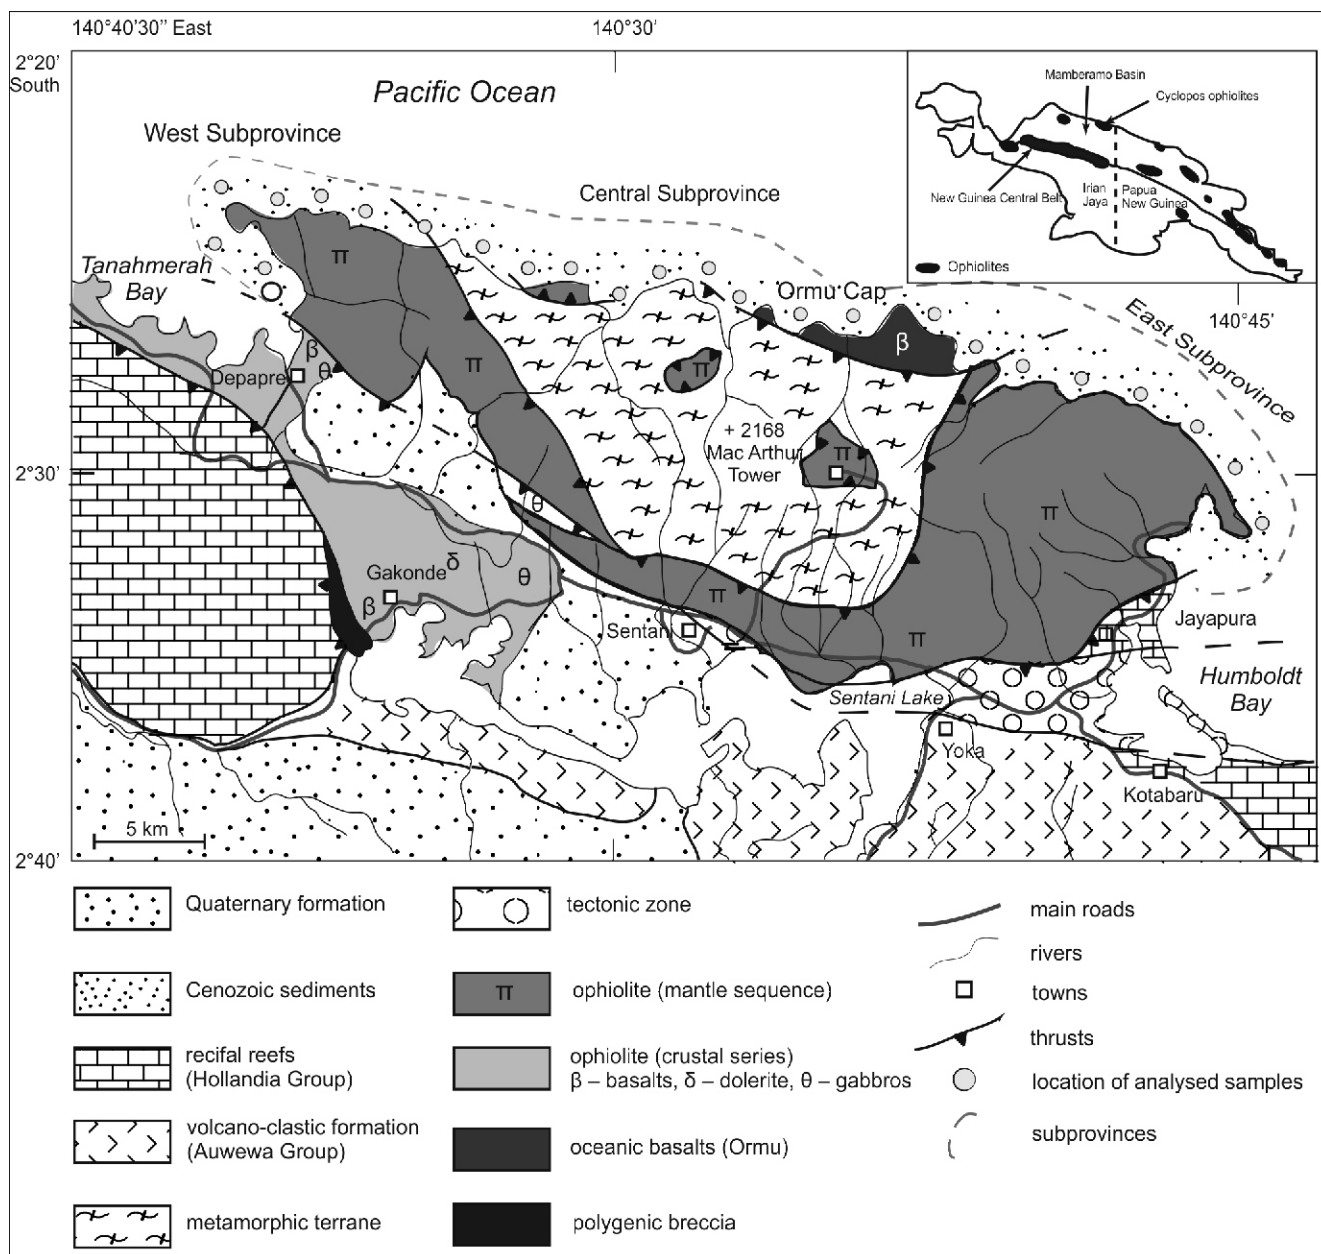 140°40’30” East
140°30’
2°20’
South
Pacific Ocean
West Subprovince
Central Subprovince
Mamberamo Basin
Cyclopos ophiolites
New Guinea Central Belt
Irian
Jaya
Papua
New Guinea
Ophiolites
Tanahmerah
Bay
π
Ormu Cap
East Subprovince
140°45’
β
β
θ
Depapre
π
π
+ 2168
Mac Arthur
Tower
π
2°30’
θ
π
Gakonde
δ
θ
β
π
Sentani
π
Jayapura
Sentani Lake
Humboldt
Bay
Yoka
Kotabaru
5 km
2°40’
Quaternary formation
tectonic zone
main roads
rivers
Cenozoic sediments
π
ophiolite (mantle sequence)
towns
thrusts
recifal reefs
(Hollandia Group)
ophiolite (crustal series)
β – basalts, δ – dolerite, θ – gabbros
location of analysed samples
volcano-clastic formation
(Auwewa Group)
oceanic basalts (Ormu)
subprovinces
metamorphic terrane
polygenic breccia